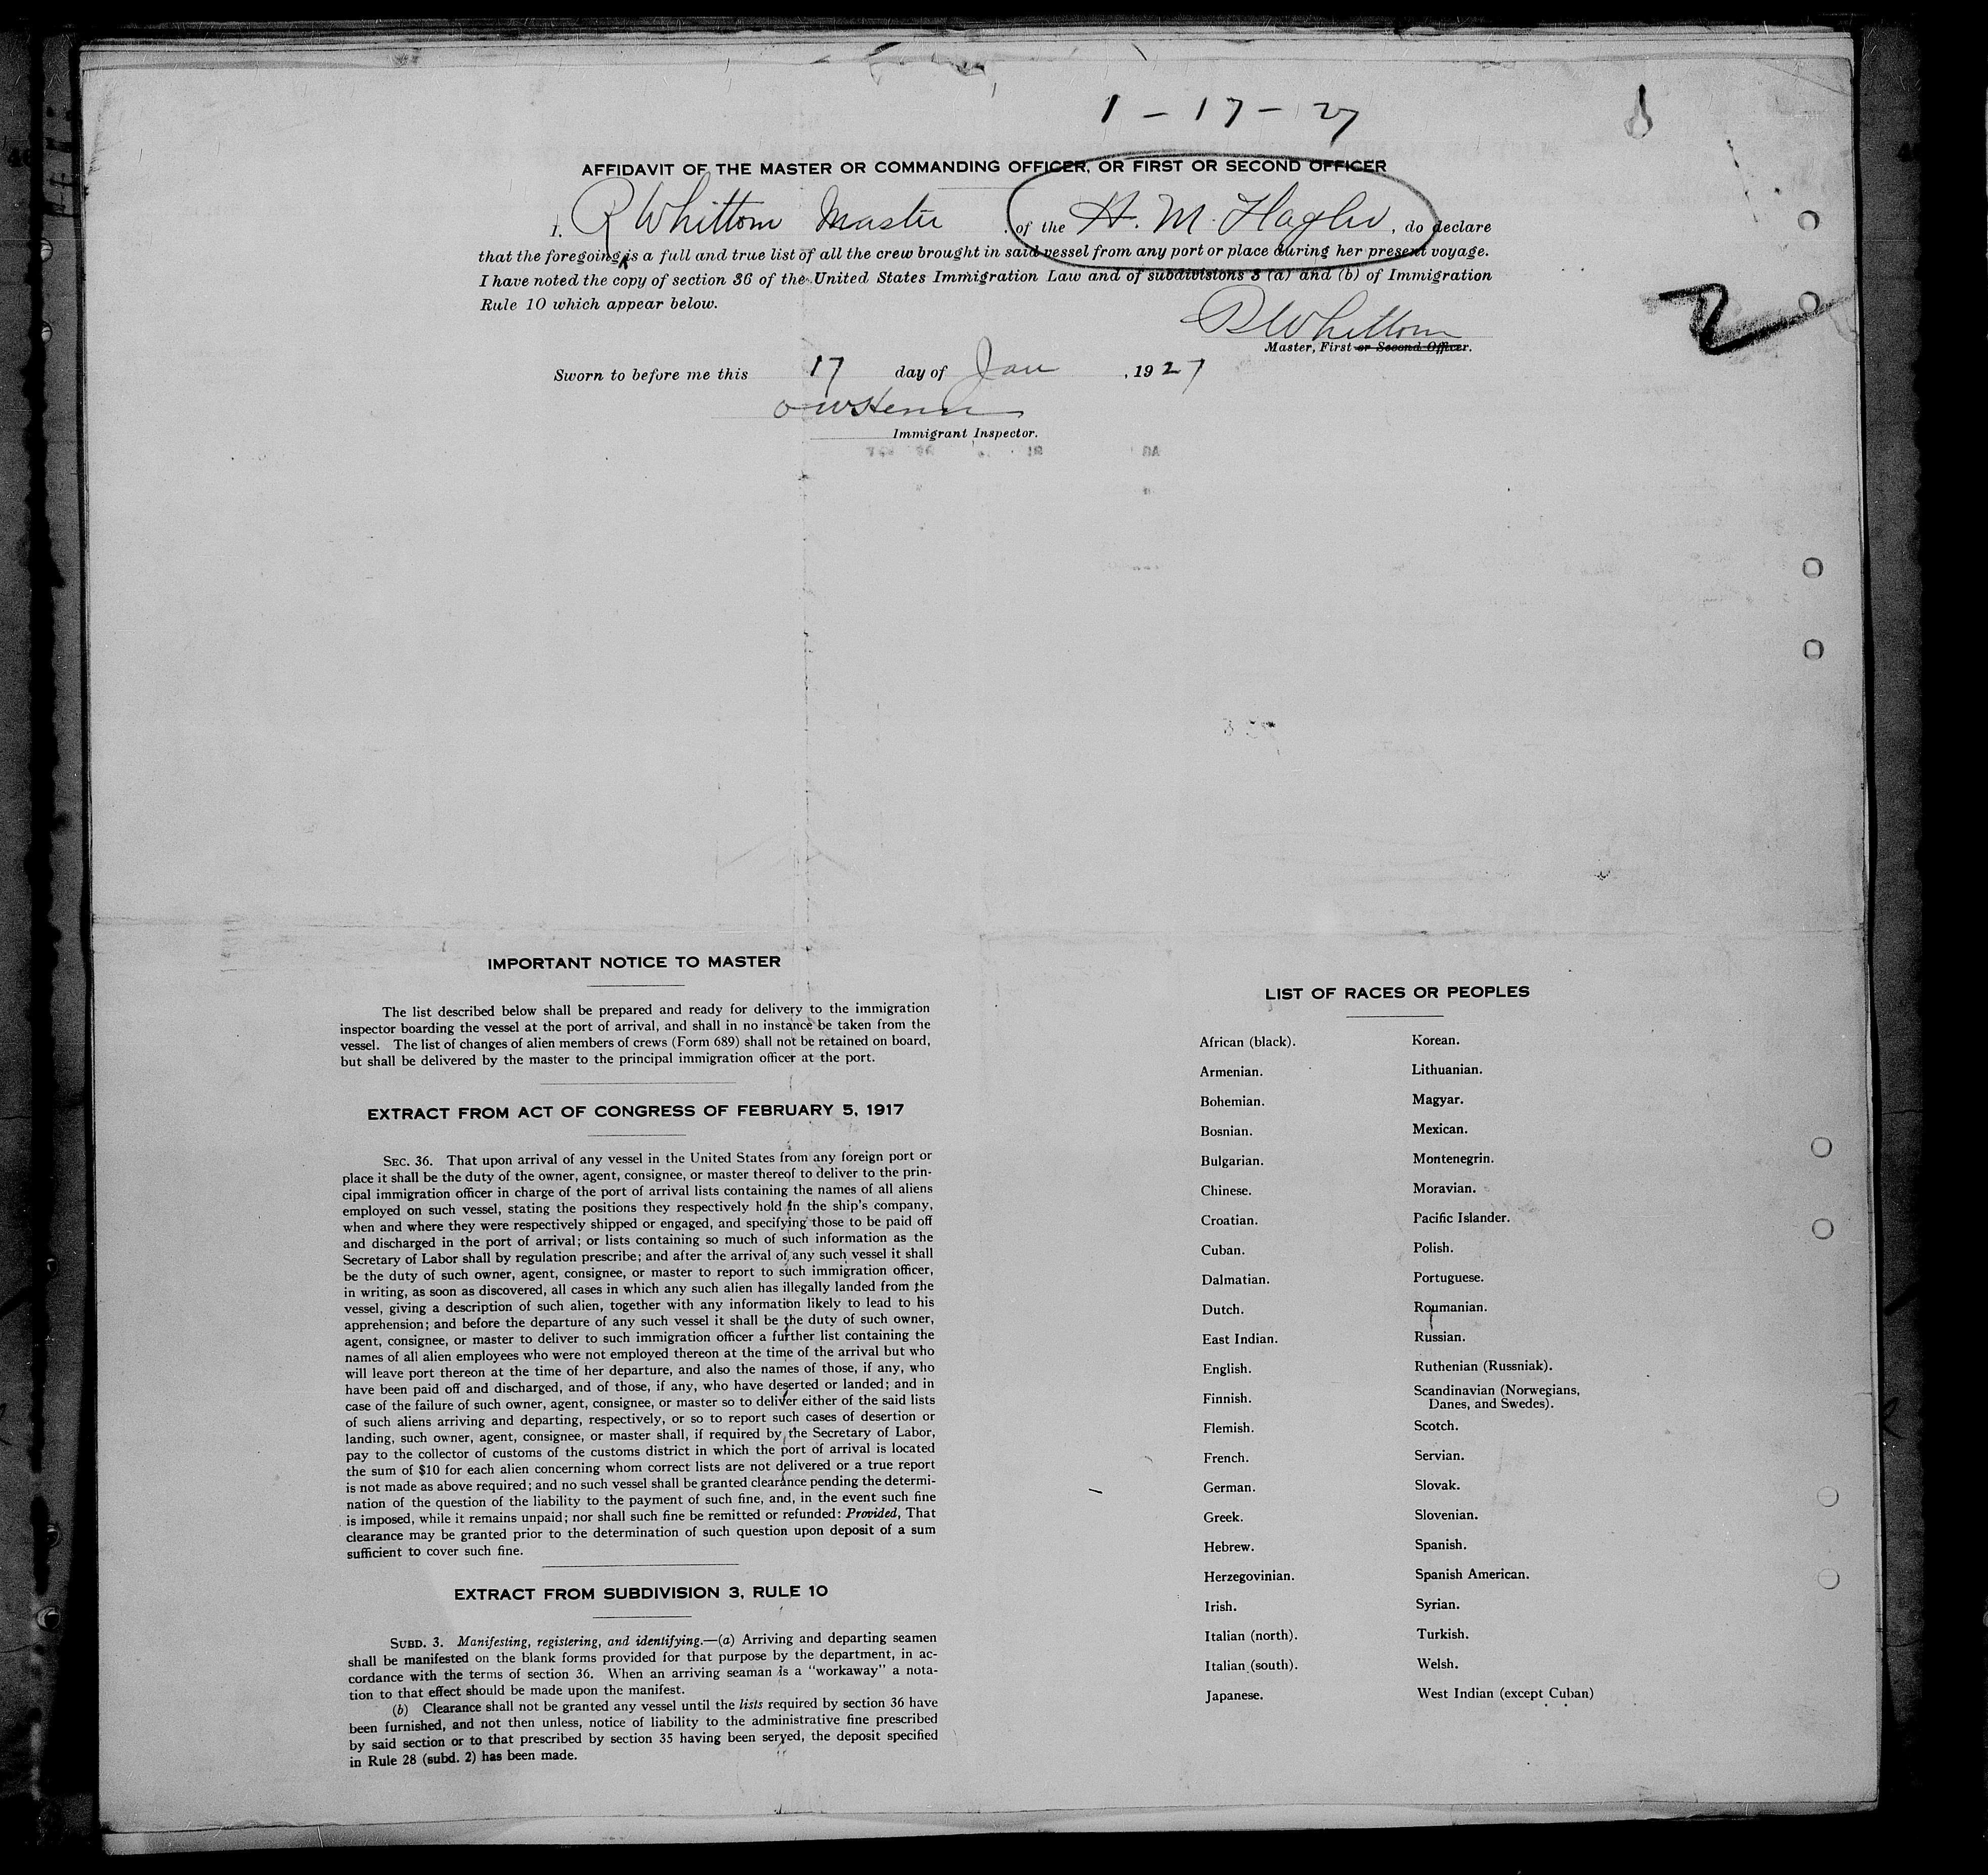 1 - 17 - 27
AFFIDAVIT OF THE MASTER OR COMMANDING OFFICER, OR FIRST OR SECOND OFFICER
I, R Whittom Master, of the H. M. , do declare
that the foregoing is a full and true list of all the crew brought in said vessel from any port or place during her present voyage.
I have noted the copy of section 36 of the United States Immigration Law and of subdivisions 3 (a) and (b) of Immigration
Rule 10 which appear below.
R Whittom
2
Master, First or Second Officer.
Sworn to before me this 17 day of Jan , 1927
Immigrant Inspector.
IMPORTANT NOTICE TO MASTER
The list described below shall be prepared and ready for delivery to the immigration
inspector boarding the vessel at the port of arrival, and shall in no instance be taken from the
vessel. The list of changes of alien members of crews (Form 689) shall not be retained on board,
but shall be delivered by the master to the principal immigration officer at the port.
EXTRACT FROM ACT OF CONGRESS OF FEBRUARY 5, 1917
SEC. 36. That upon arrival of any vessel in the United States from any foreign port or
place it shall be the duty of the owner, agent, consignee, or master thereof to deliver to the prin-
cipal immigration officer in charge of the port of arrival lists containing the names of all aliens
employed on such vessel, stating the positions they respectively hold in the ship's company,
when and where they were respectively shipped or engaged, and specifying those to be paid off
and discharged in the port of arrival; or lists containing so much of such information as the
Secretary of Labor shall by regulation prescribe; and after the arrival of any such vessel it shall
be the duty of such owner, agent, consignee, or master to report to such immigration officer,
in writing, as soon as discovered, all cases in which any such alien has illegally landed from the
vessel, giving a description of such alien, together with any information likely to lead to his
apprehension; and before the departure of any such vessel it shall be the duty of such owner,
agent, consignee, or master to deliver to such immigration officer a further list containing the
names of all alien employees who were not employed thereon at the time of the arrival but who
will leave port thereon at the time of her departure, and also the names of those, if any, who
have been paid off and discharged, and of those, if any, who have deserted or landed; and in
case of the failure of such owner, agent, consignee, or master so to deliver either of the said lists
of such aliens arriving and departing, respectively, or so to report such cases of desertion or
landing, such owner, agent, consignee, or master shall, if required by the Secretary of Labor,
pay to the collector of customs of the customs district in which the port of arrival is located
the sum of $10 for each alien concerning whom correct lists are not delivered or a true report
is not made as above required; and no such vessel shall be granted clearance pending the determi-
nation of the question of the liability to the payment of such fine, and, in the event such fine
is imposed, while it remains unpaid; nor shall such fine be remitted or refunded: Provided, That
clearance may be granted prior to the determination of such question upon deposit of a sum
sufficient to cover such fine.
EXTRACT FROM SUBDIVISION 3, RULE 10
SUBD. 3. Manifesting, registering, and identifying.—(a) Arriving and departing seamen
shall be manifested on the blank forms provided for that purpose by the department, in ac-
cordance with the terms of section 36. When an arriving seaman is a "workaway" a nota-
tion to that effect should be made upon the manifest.
(b) Clearance shall not be granted any vessel until the lists required by section 36 have
been furnished, and not then unless, notice of liability to the administrative fine prescribed
by said section or to that prescribed by section 35 having been served, the deposit specified
in Rule 28 (subd. 2) has been made.
LIST OF RACES OR PEOPLES
African (black).
Armenian.
Bohemian.
Bosnian.
Bulgarian.
Chinese.
Croatian.
Cuban.
Dalmatian.
Dutch.
East Indian.
English.
Finnish.
Flemish.
French.
German.
Greek.
Hebrew.
Herzegovinian.
Irish.
Italian (north).
Italian (south).
Japanese.
Korean.
Lithuanian.
Magyar.
Mexican.
Montenegrin.
Moravian.
Pacific Islander.
Polish.
Portuguese.
Roumanian.
Russian.
Ruthenian (Russniak).
Scandinavian (Norwegians,
Danes, and Swedes).
Scotch.
Servian.
Slovak.
Slovenian.
Spanish.
Spanish American.
Syrian.
Turkish.
Welsh.
West Indian (except Cuban)